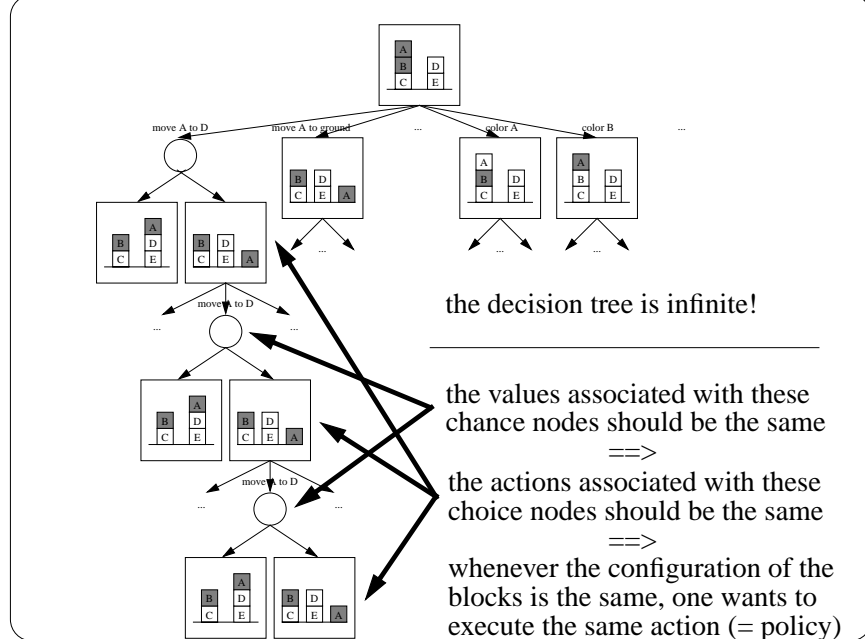 A
B D
C E
move A to D move A to ground ... color A color B ...
A
B D B D A
C E A C B D B D
C E C E
A
B D B D
C E C E A
... ...
...
the decision tree is infinite!
move A to D
... ...
the values associated with these
chance nodes should be the same
==>
A
B D B D
C E C E A
the actions associated with these
choice nodes should be the same
==>
move A to D
... ...
whenever the configuration of the
blocks is the same, one wants to
execute the same action (= policy)
A
B D B D
C E C E A